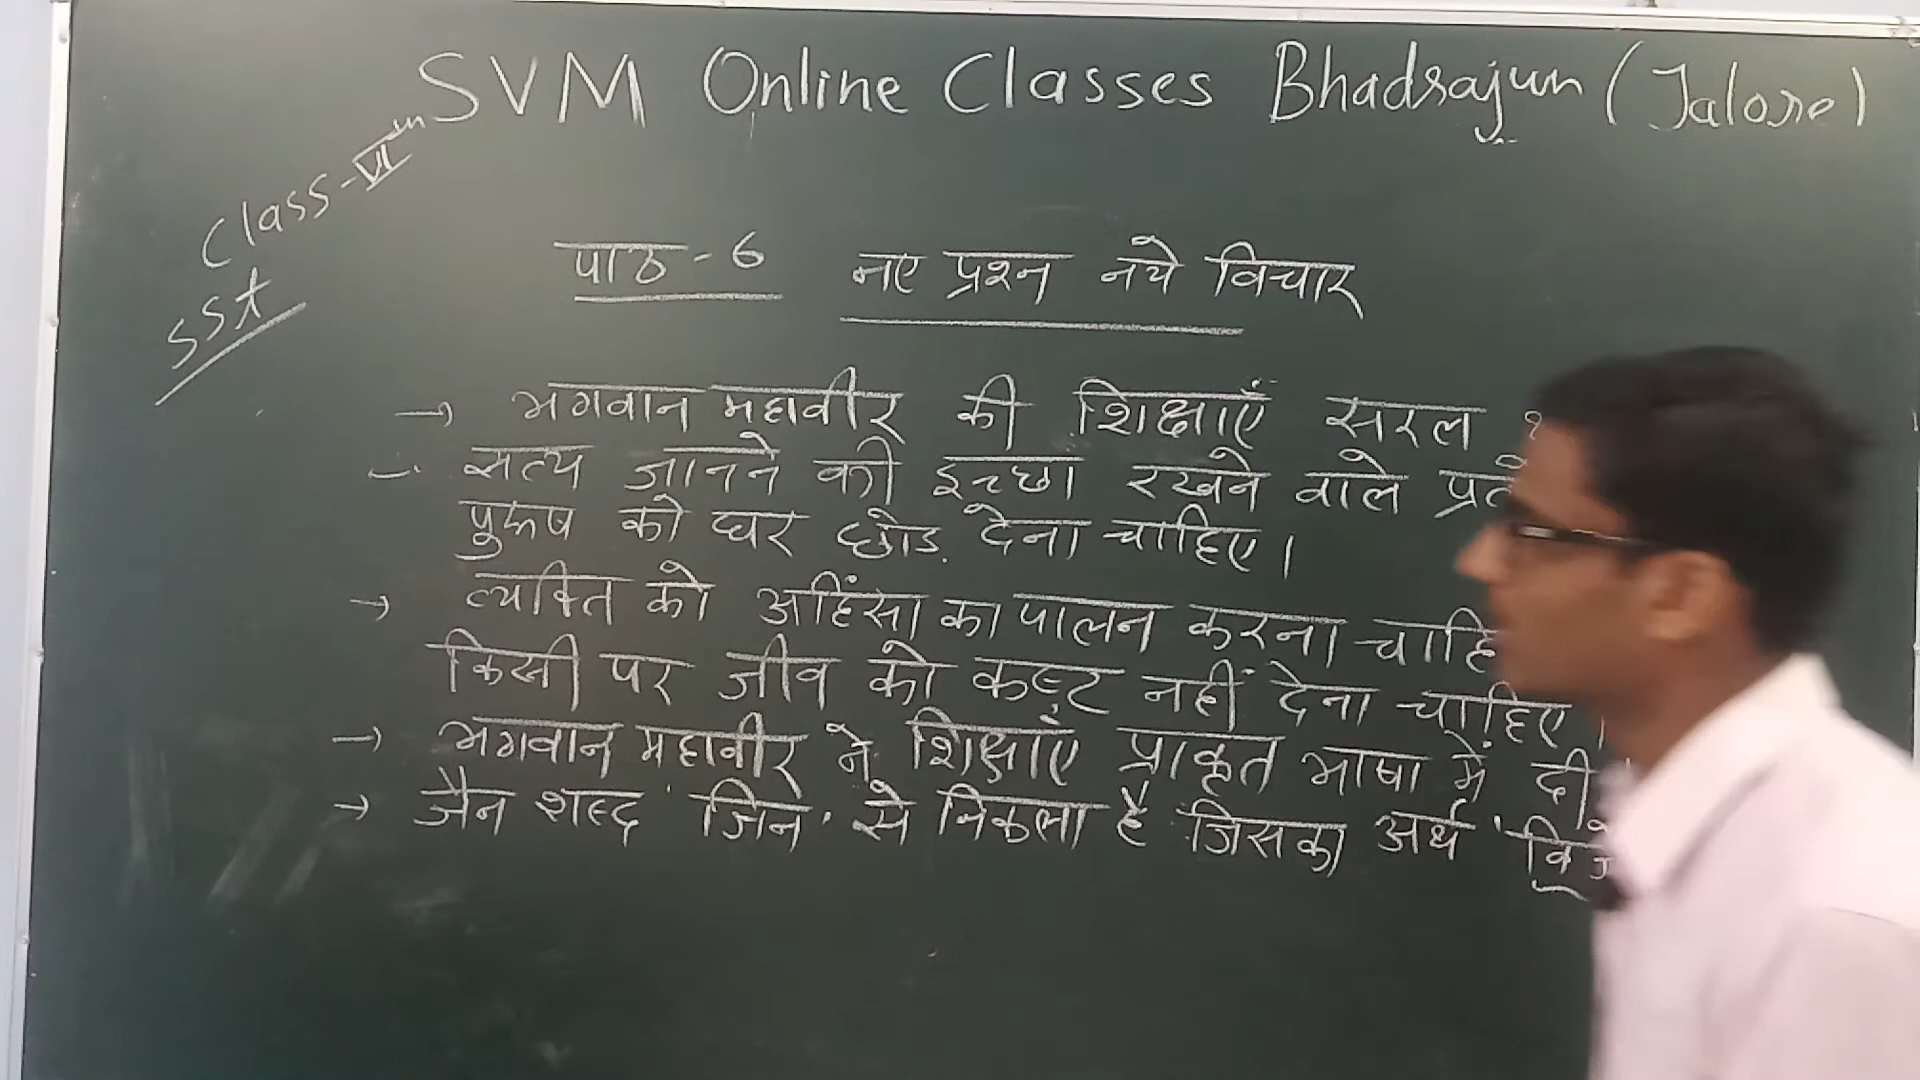 SVM Online Classes Bhadrajun (Jalore)
Class-VI
SSt
पाठ - 6 नए प्रश्न नये विचार
→ भगवान महावीर की शिक्षाएँ सरल
- सत्य जानने की इच्छा रखने वाले
पुरूष को घर छोड देना चाहिए।
→ व्यक्ति को अहिंसा का पालन करना
किसी पर जीव को कष्ट नहीं देना चाहिए।
→ भगवान महावीर ने शिक्षाएं प्राकृत भाषा में दी
→ जैन शब्द 'जिन' से निकला है जिसका अर्थ